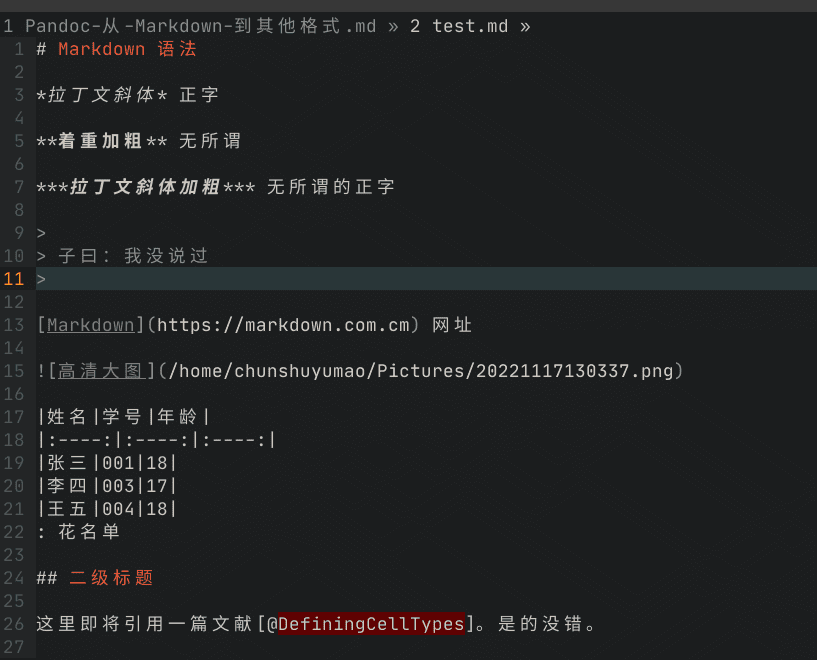 1 Pandoc-从-Markdown-到其他格式.md » 2 test.md »
1 # Markdown 语法
2
3 *拉丁文斜体* 正字
4
5 **着重加粗** 无所谓
6
7 ***拉丁文斜体加粗*** 无所谓的正字
8
9 >
10 > 子曰：我没说过
11 >
12
13 [Markdown](https://markdown.com.cm) 网址
14
15 ![高清大图](/home/chunshuyumao/Pictures/20221117130337.png)
16
17 |姓名|学号|年龄|
18 |:----:|:----:|:----:|
19 |张三|001|18|
20 |李四|003|17|
21 |王五|004|18|
22 : 花名单
23
24 ## 二级标题
25
26 这里即将引用一篇文献[@DefiningCellTypes]。是的没错。
27